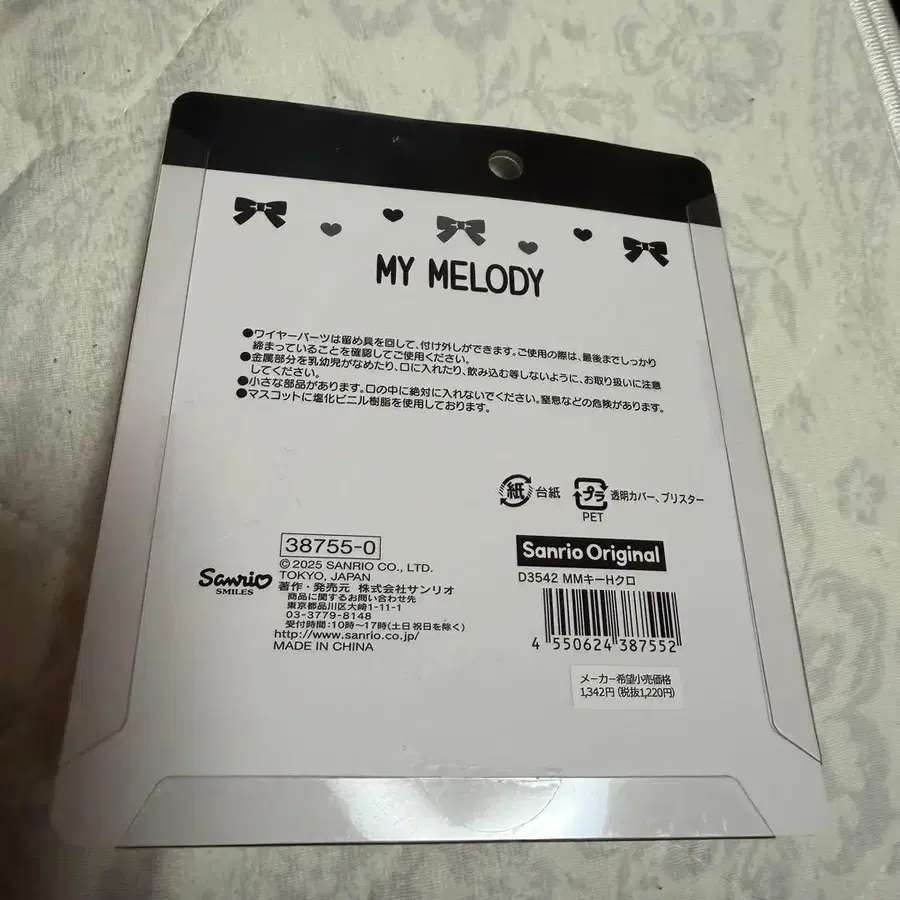 MY MELODY
●ワイヤーパーツは留め具を回して、付け外しができます。ご使用の際は、最後までしっかり
締まっていることを確認してご使用ください。
●金属部分を乳幼児がなめたり、口に入れたり、飲み込む等しないように、お取り扱いに注意
してください。
●小さな部品があります。口の中に絶対に入れないでください。窒息などの危険があります。
●マスコットに塩化ビニル樹脂を使用しております。
紙 台紙 プラ 透明カバー、ブリスター
PET
38755-0
© 2025 SANRIO CO., LTD.
TOKYO, JAPAN
著作・発売元 株式会社サンリオ
商品に関するお問い合わせ先
東京都品川区大崎1-11-1
03-3779-8148
受付時間:10時〜17時(土日祝日を除く)
http://www.sanrio.co.jp/
MADE IN CHINA
Sanrio
SMILES
Sanrio Original
D3542 MMキーHクロ
4 550624 387552
メーカー希望小売価格
1,342円 (税抜1,220円)